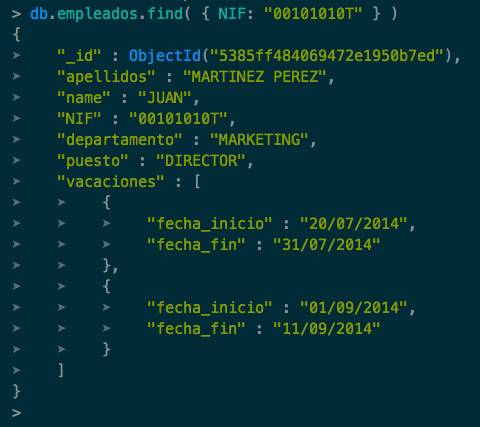 > db.empleados.find( { NIF: "00101010T" } )
{
➤ "_id" : ObjectId("5385ff484069472e1950b7ed"),
➤ "apellidos" : "MARTINEZ PEREZ",
➤ "name" : "JUAN",
➤ "NIF" : "00101010T",
➤ "departamento" : "MARKETING",
➤ "puesto" : "DIRECTOR",
➤ "vacaciones" : [
➤ ➤ {
➤ ➤ ➤ "fecha_inicio" : "20/07/2014",
➤ ➤ ➤ "fecha_fin" : "31/07/2014"
➤ ➤ },
➤ ➤ {
➤ ➤ ➤ "fecha_inicio" : "01/09/2014",
➤ ➤ ➤ "fecha_fin" : "11/09/2014"
➤ ➤ }
➤ ]
}
>